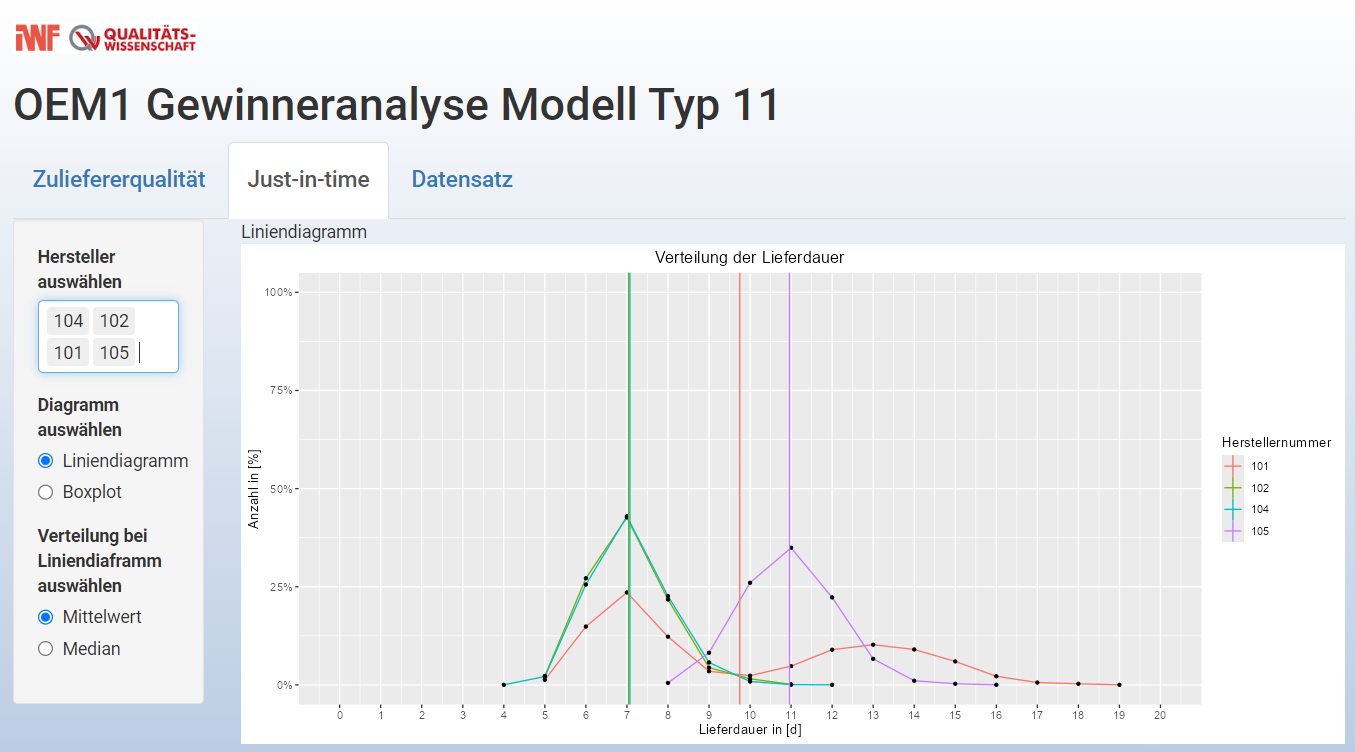 iWF QW QUALITÄTS-
WISSENSCHAFT
OEM1 Gewinneranalyse Modell Typ 11
Zuliefererqualität Just-in-time Datensatz
Hersteller
auswählen
104 102
101 105
Diagramm
auswählen
Liniendiagramm
Boxplot
Verteilung bei
Liniendiaframm
auswählen
Mittelwert
Median
Liniendiagramm
Verteilung der Lieferdauer
Anzahl in [%]
100%
75%
50%
25%
0%
0 1 2 3 4 5 6 7 8 9 10 11 12 13 14 15 16 17 18 19 20
Lieferdauer in [d]
Herstellernummer
101
102
104
105